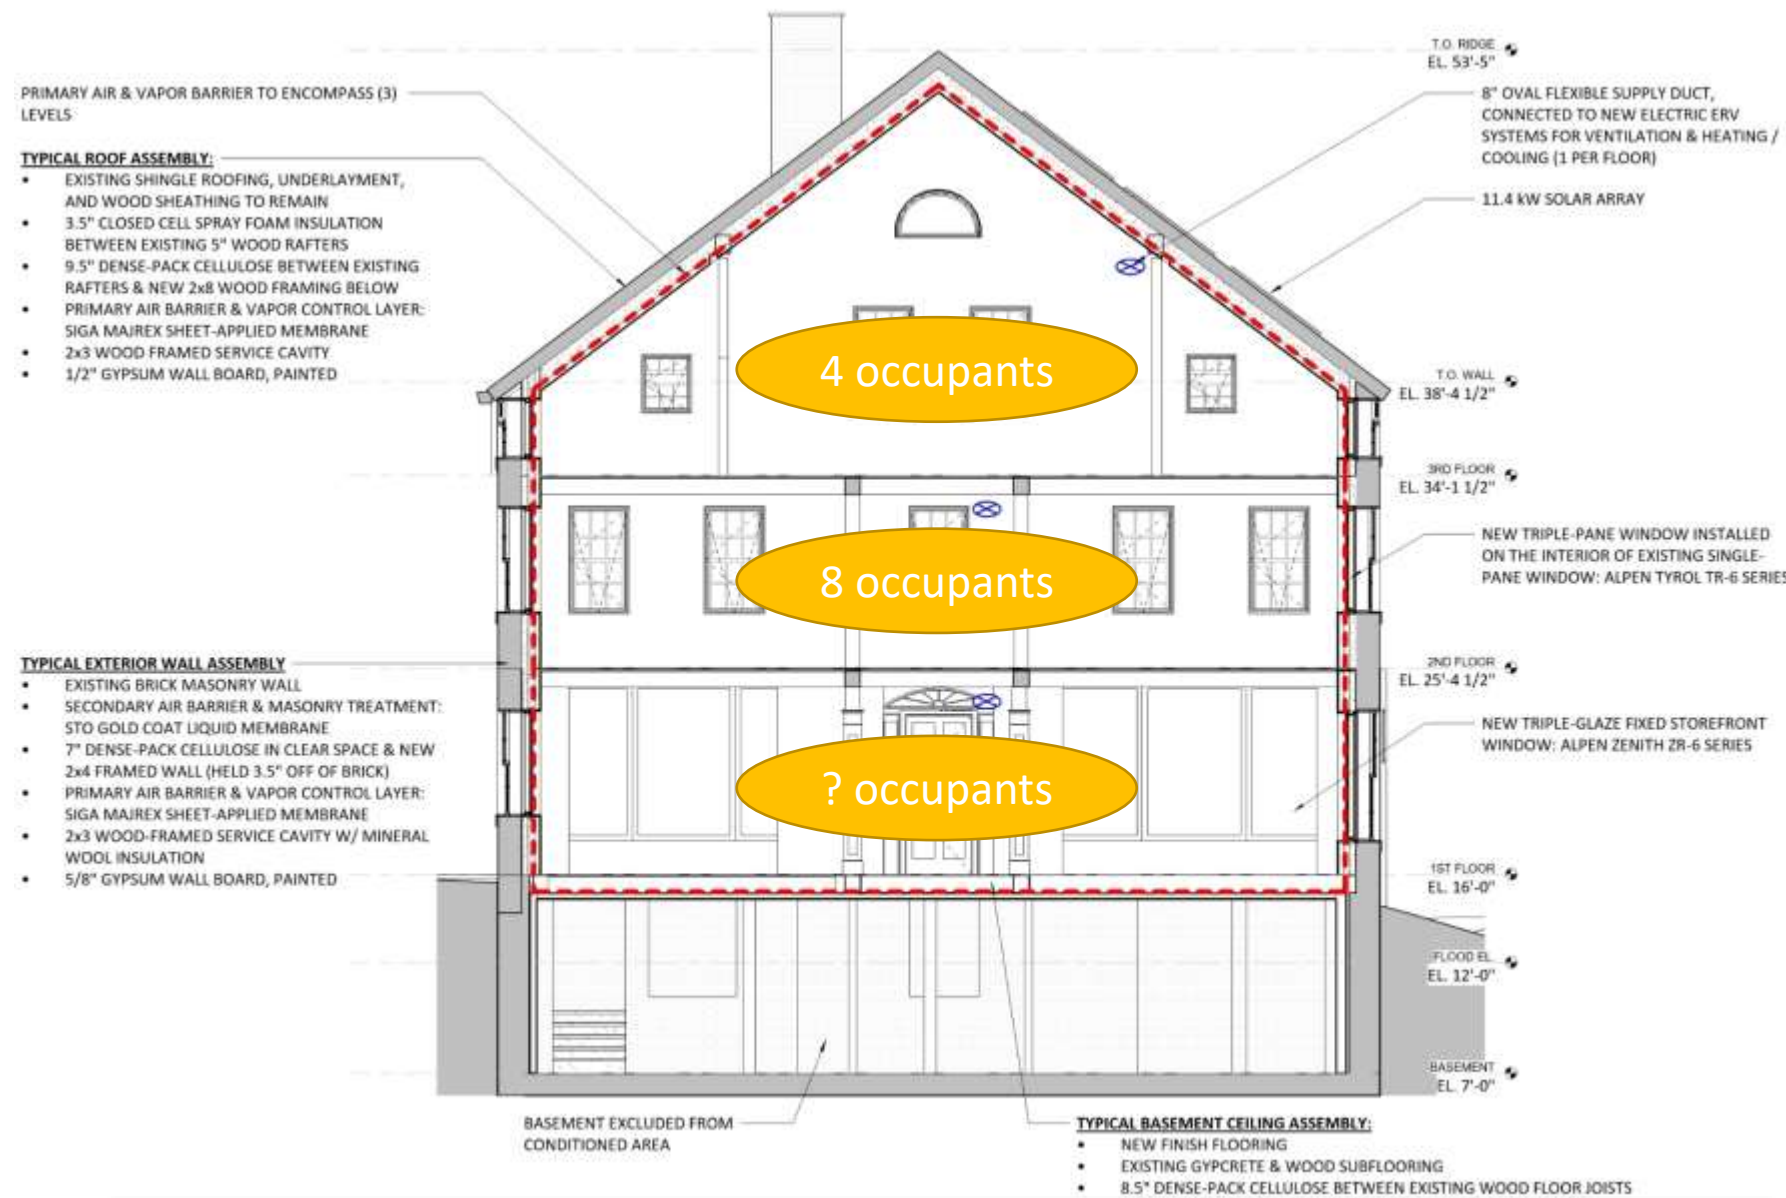 PRIMARY AIR & VAPOR BARRIER TO ENCOMPASS (3)
LEVELS
TYPICAL ROOF ASSEMBLY:
• EXISTING SHINGLE ROOFING, UNDERLAYMENT,
AND WOOD SHEATHING TO REMAIN
• 3.5" CLOSED CELL SPRAY FOAM INSULATION
BETWEEN EXISTING 5" WOOD RAFTERS
• 9.5" DENSE-PACK CELLULOSE BETWEEN EXISTING
RAFTERS & NEW 2x8 WOOD FRAMING BELOW
• PRIMARY AIR BARRIER & VAPOR CONTROL LAYER:
SIGA MAJREX SHEET-APPLIED MEMBRANE
• 2x3 WOOD FRAMED SERVICE CAVITY
• 1/2" GYPSUM WALL BOARD, PAINTED
TYPICAL EXTERIOR WALL ASSEMBLY
• EXISTING BRICK MASONRY WALL
• SECONDARY AIR BARRIER & MASONRY TREATMENT:
STO GOLD COAT LIQUID MEMBRANE
• 7" DENSE-PACK CELLULOSE IN CLEAR SPACE & NEW
2x4 FRAMED WALL (HELD 3.5" OFF OF BRICK)
• PRIMARY AIR BARRIER & VAPOR CONTROL LAYER:
SIGA MAJREX SHEET-APPLIED MEMBRANE
• 2x3 WOOD-FRAMED SERVICE CAVITY W/ MINERAL
WOOL INSULATION
• 5/8" GYPSUM WALL BOARD, PAINTED
4 occupants
8 occupants
? occupants
T.O. RIDGE
EL. 53'-5"
8" OVAL FLEXIBLE SUPPLY DUCT,
CONNECTED TO NEW ELECTRIC ERV
SYSTEMS FOR VENTILATION & HEATING /
COOLING (1 PER FLOOR)
11.4 kW SOLAR ARRAY
T.O. WALL
EL. 38'-4 1/2"
3RD FLOOR
EL. 34'-1 1/2"
NEW TRIPLE-PANE WINDOW INSTALLED
ON THE INTERIOR OF EXISTING SINGLE-
PANE WINDOW: ALPEN TYROL TR-6 SERIES
2ND FLOOR
EL. 25'-4 1/2"
NEW TRIPLE-GLAZE FIXED STOREFRONT
WINDOW: ALPEN ZENITH ZR-6 SERIES
1ST FLOOR
EL. 16'-0"
FLOOD EL.
EL. 12'-0"
BASEMENT
EL. 7'-0"
BASEMENT EXCLUDED FROM
CONDITIONED AREA
TYPICAL BASEMENT CEILING ASSEMBLY:
• NEW FINISH FLOORING
• EXISTING GYPCRETE & WOOD SUBFLOORING
• 8.5" DENSE-PACK CELLULOSE BETWEEN EXISTING WOOD FLOOR JOISTS